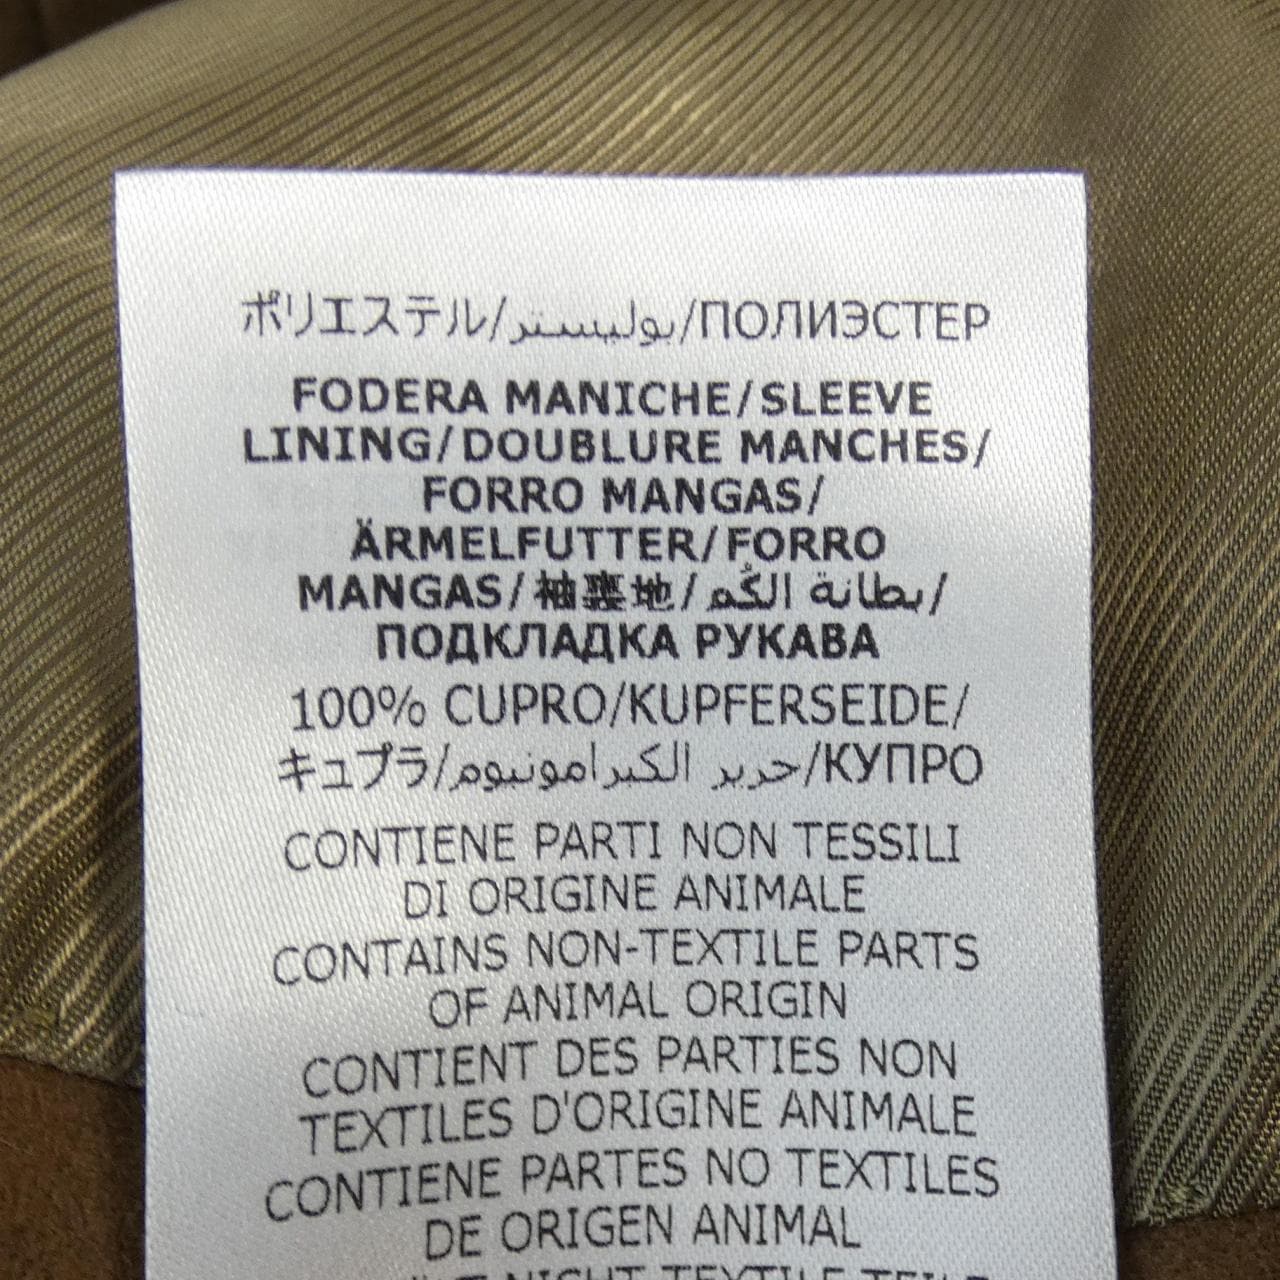 ポリエステル/بوليستر/ПОЛИЭСТЕР
FODERA MANICHE/SLEEVE
LINING/DOUBLURE MANCHES/
FORRO MANGAS/
ÄRMELFUTTER/FORRO
MANGAS/袖裏地/بطانة الكُم/
ПОДКЛАДКА РУКАВА
100% CUPRO/KUPFERSEIDE/
キュプラ/حرير الكبرامونيوم/КУПРО
CONTIENE PARTI NON TESSILI
DI ORIGINE ANIMALE
CONTAINS NON-TEXTILE PARTS
OF ANIMAL ORIGIN
CONTIENT DES PARTIES NON
TEXTILES D'ORIGINE ANIMALE
CONTIENE PARTES NO TEXTILES
DE ORIGEN ANIMAL